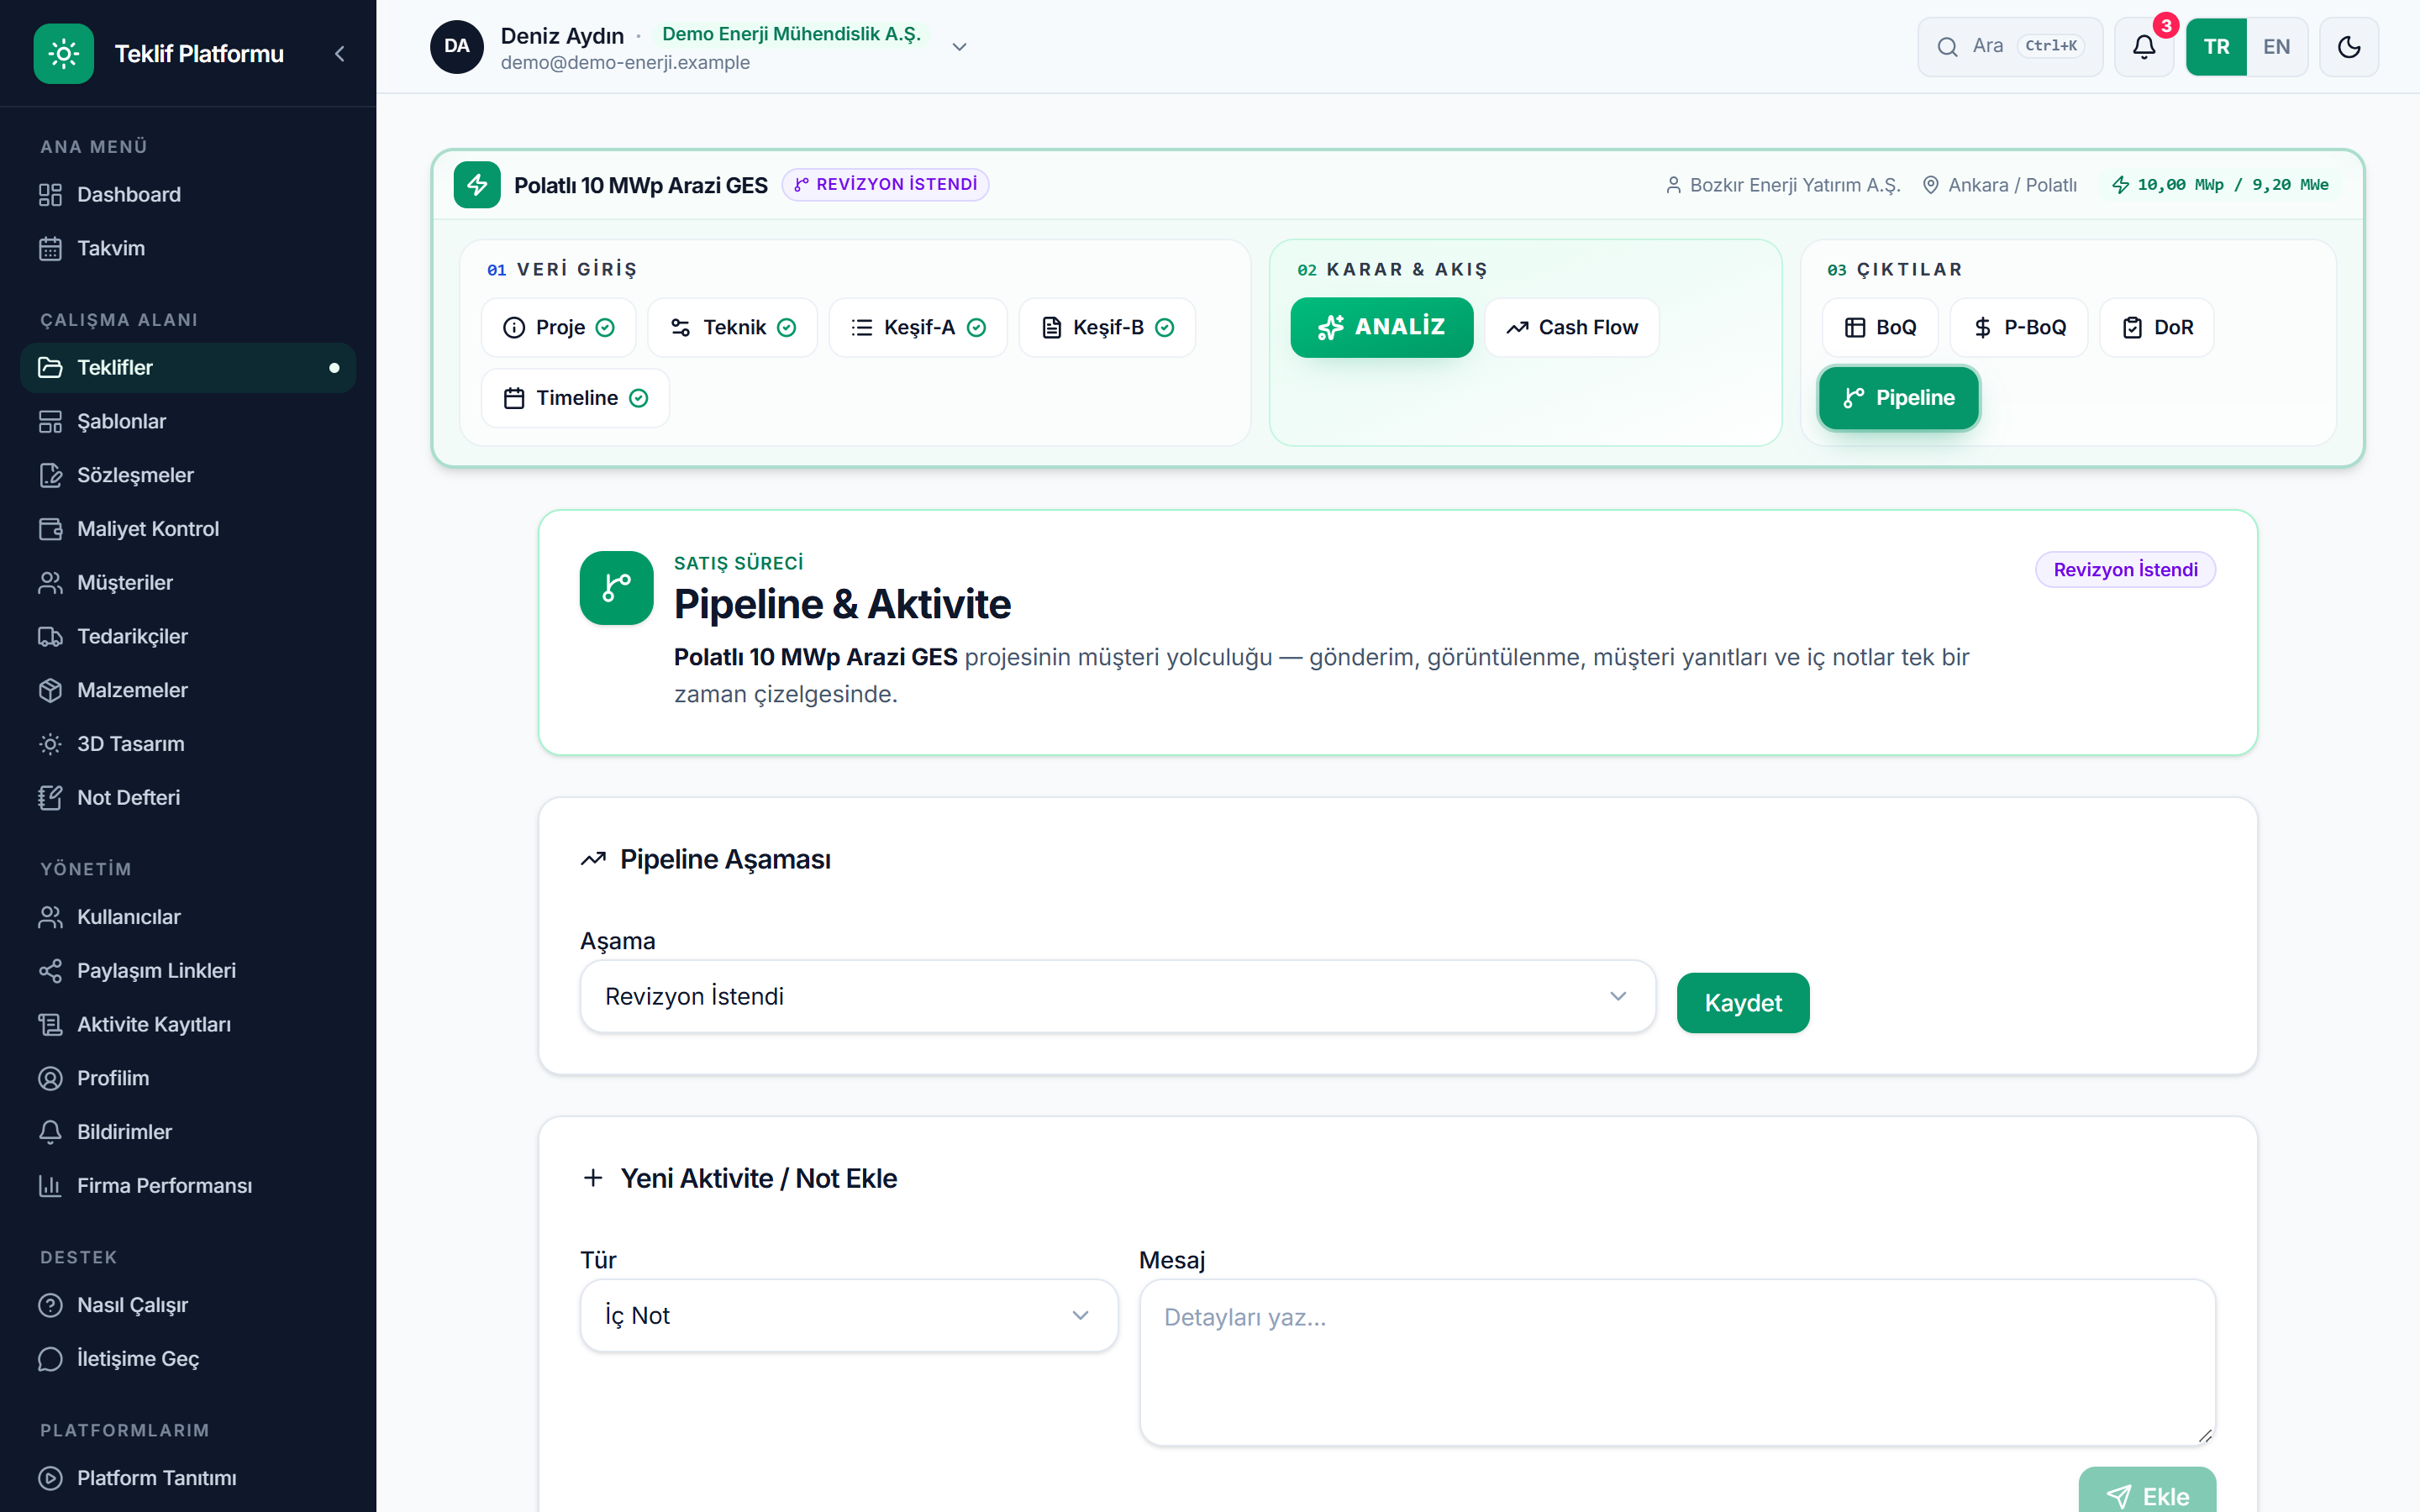 Teklif Platformu
ANA MENÜ
Dashboard
Takvim
ÇALIŞMA ALANI
Teklifler
Şablonlar
Sözleşmeler
Maliyet Kontrol
Müşteriler
Tedarikçiler
Malzemeler
3D Tasarım
Not Defteri
YÖNETİM
Kullanıcılar
Paylaşım Linkleri
Aktivite Kayıtları
Profilim
Bildirimler
Firma Performansı
DESTEK
Nasıl Çalışır
İletişime Geç
PLATFORMLARIM
Platform Tanıtımı
DA
Deniz Aydın · Demo Enerji Mühendislik A.Ş.
demo@demo-enerji.example
Ara Ctrl+K
3
TR EN
Polatlı 10 MWp Arazi GES REVİZYON İSTENDİ
Bozkır Enerji Yatırım A.Ş. Ankara / Polatlı 10,00 MWp / 9,20 MWe
01 VERİ GİRİŞ
Proje Teknik Keşif-A Keşif-B
Timeline
02 KARAR & AKIŞ
ANALİZ Cash Flow
03 ÇIKTILAR
BoQ P-BoQ DoR
Pipeline
SATIŞ SÜRECİ
Pipeline & Aktivite
Revizyon İstendi
Polatlı 10 MWp Arazi GES projesinin müşteri yolculuğu — gönderim, görüntülenme, müşteri yanıtları ve iç notlar tek bir
zaman çizelgesinde.
Pipeline Aşaması
Aşama
Revizyon İstendi
Kaydet
Yeni Aktivite / Not Ekle
Tür
İç Not
Mesaj
Detayları yaz...
Ekle